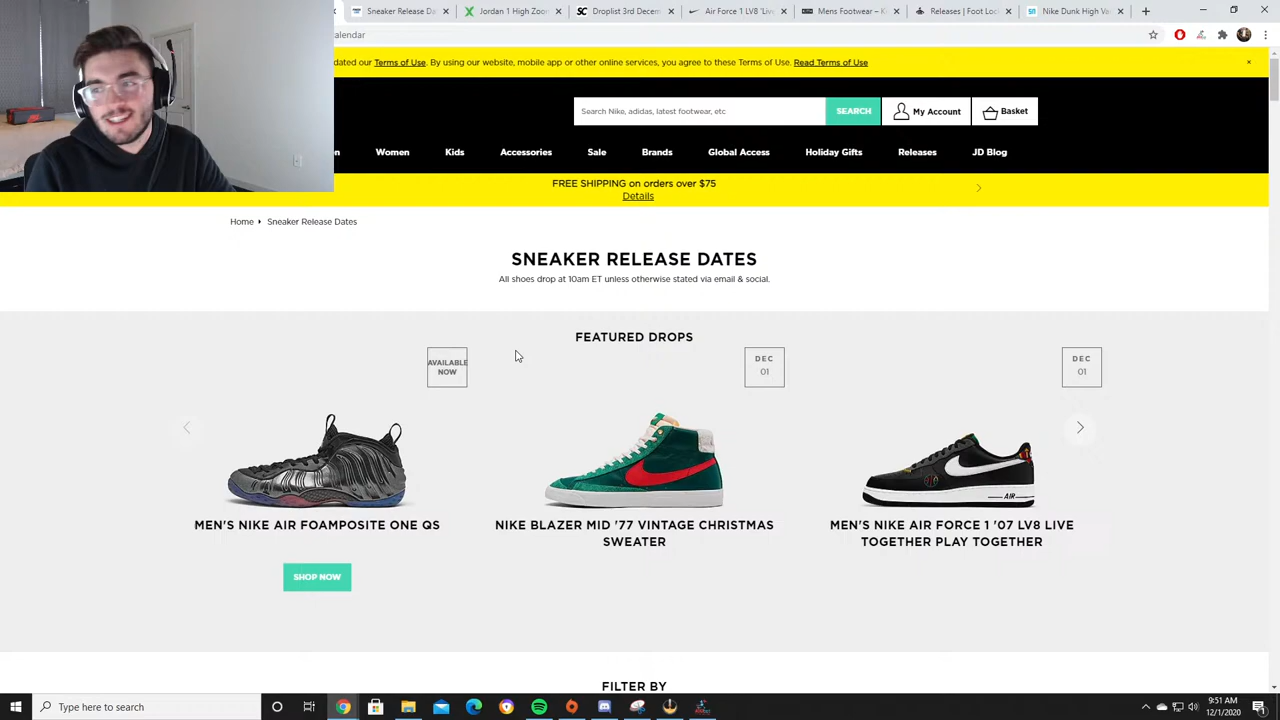 Sneaker Release Dates
Jordan 1 High Zoom
Droplist 3rd Decem
Air Force 1 LV8 'Live
Mens Footwear - K
Releases | Foot Lock
Nike Dunk High Va
alendar
dated our Terms of Use. By using our website, mobile app or other online services, you agree to these Terms of Use. Read Terms of Use
Search Nike, adidas, latest footwear, etc
SEARCH
My Account
Basket
n Women Kids Accessories Sale Brands Global Access Holiday Gifts Releases JD Blog
FREE SHIPPING on orders over $75
Details
Home Sneaker Release Dates
SNEAKER RELEASE DATES
All shoes drop at 10am ET unless otherwise stated via email & social.
FEATURED DROPS
AVAILABLE
NOW
DEC
01
DEC
01
AIR
MEN'S NIKE AIR FOAMPOSITE ONE QS
NIKE BLAZER MID '77 VINTAGE CHRISTMAS
SWEATER
MEN'S NIKE AIR FORCE 1 '07 LV8 LIVE
TOGETHER PLAY TOGETHER
SHOP NOW
FILTER BY
Type here to search
9:51 AM
12/1/2020